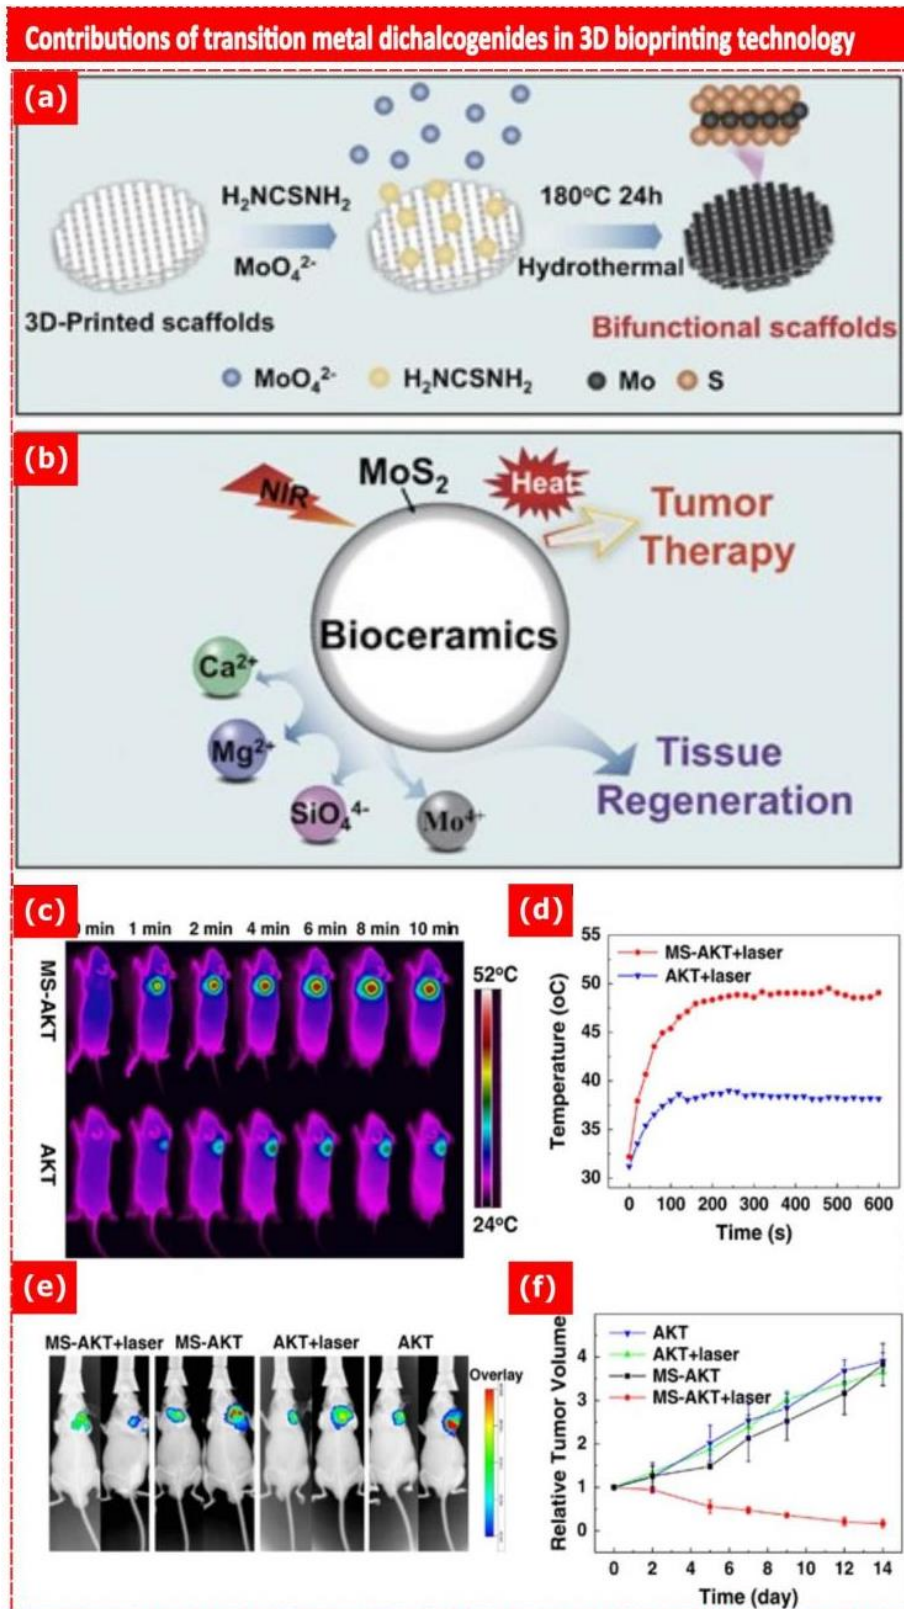 Contributions of transition metal dichalcogenides in 3D bioprinting technology
(a)
H₂NCSNH₂
MoO₄²⁻
180°C 24h
Hydrothermal
3D-Printed scaffolds
Bifunctional scaffolds
MoO₄²⁻ H₂NCSNH₂ Mo S
(b)
NIR
MoS₂
Heat
Tumor
Therapy
Bioceramics
Ca²⁺
Mg²⁺
SiO₄⁴⁻
Mo⁴⁺
Tissue
Regeneration
(c)
min 1 min 2 min 4 min 6 min 8 min 10 min
MS-AKT
AKT
52°C
24°C
(d)
MS-AKT+laser
AKT+laser
Temperature (oC)
55
50
45
40
35
30
0 100 200 300 400 500 600
Time (s)
(e)
MS-AKT+laser MS-AKT AKT+laser AKT
Overlay
(f)
AKT
AKT+laser
MS-AKT
MS-AKT+laser
Relative Tumor Volume
4
3
2
1
0
0 2 4 6 8 10 12 14
Time (day)